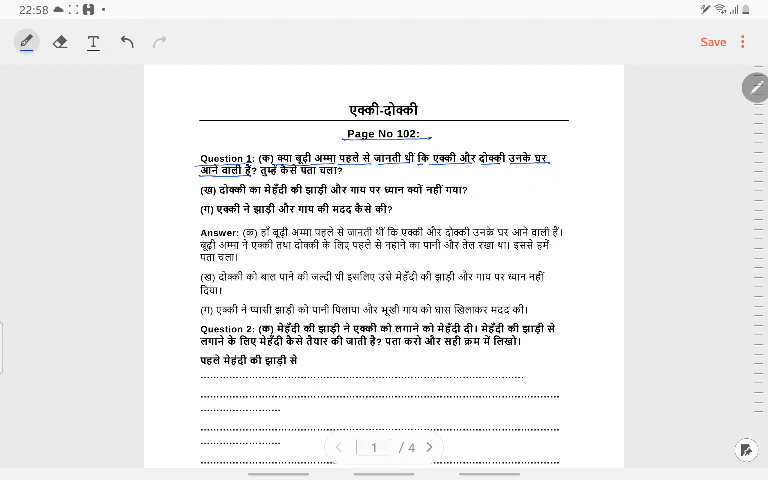 22:58
Save
एक्की-दोक्की
Page No 102:
Question 1: (क) क्या बूढ़ी अम्मा पहले से जानती थीं कि एक्की और दोक्की उनके घर
आने वाली हैं? तुम्हें कैसे पता चला?
(ख) दोक्की का मेहँदी की झाड़ी और गाय पर ध्यान क्यों नहीं गया?
(ग) एक्की ने झाड़ी और गाय की मदद कैसे की?
Answer: (क) हाँ बूढ़ी अम्मा पहले से जानती थीं कि एक्की और दोक्की उनके घर आने वाली हैं।
बूढ़ी अम्मा ने एक्की तथा दोक्की के लिए पहले से नहाने का पानी और तेल रखा था। इससे हमें
पता चला।
(ख) दोक्की को बाल पाने की जल्दी थी इसलिए उसे मेहँदी की झाड़ी और गाय पर ध्यान नहीं
दिया।
(ग) एक्की ने प्यासी झाड़ी को पानी पिलाया और भूखी गाय को घास खिलाकर मदद की।
Question 2: (क) मेहँदी की झाड़ी ने एक्की को लगाने को मेहँदी दी। मेहँदी की झाड़ी से
लगाने के लिए मेहँदी कैसे तैयार की जाती है? पता करो और सही क्रम में लिखो।
पहले मेहंदी की झाड़ी से
1 / 4